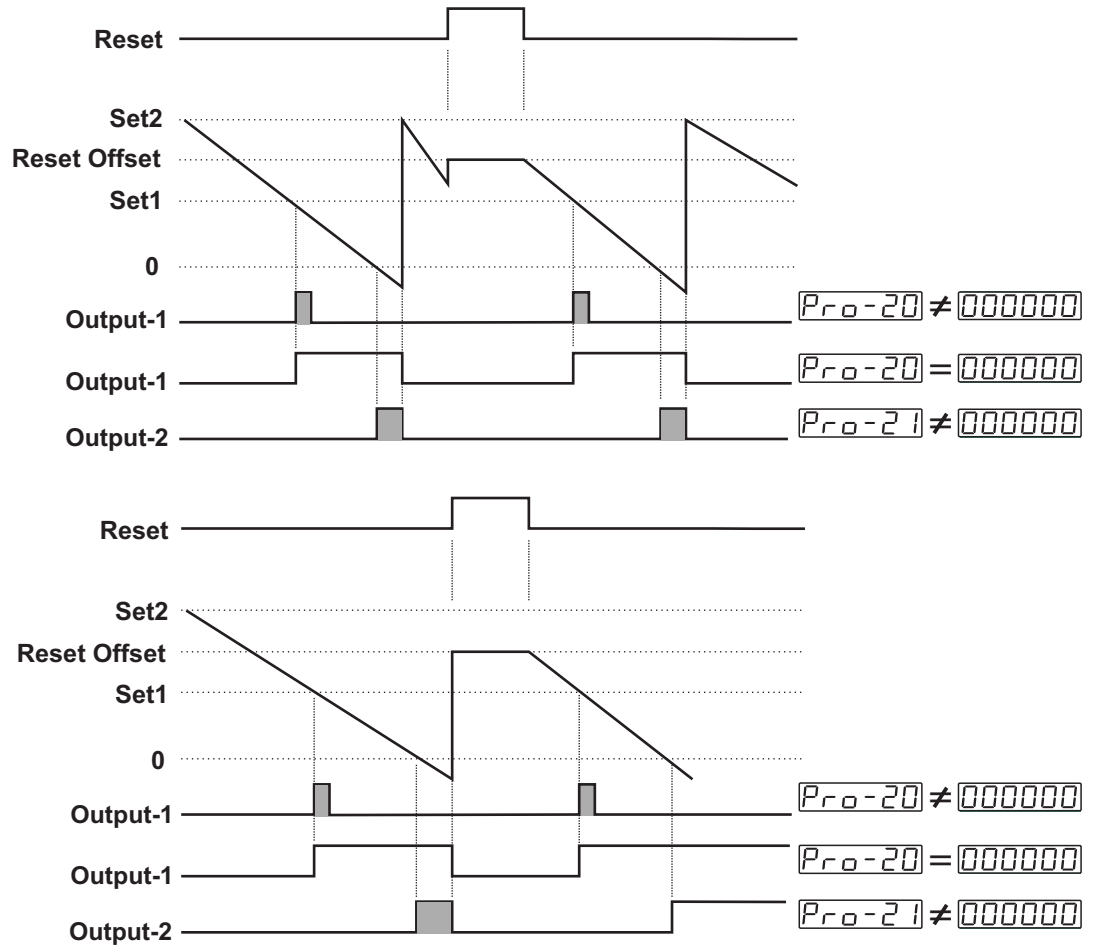 Reset
Set2
Reset Offset
Set1
0
Output-1 Pro-20 ≠ 000000
Output-1 Pro-20 = 000000
Output-2 Pro-21 ≠ 000000
Reset
Set2
Reset Offset
Set1
0
Output-1 Pro-20 ≠ 000000
Output-1 Pro-20 = 000000
Output-2 Pro-21 ≠ 000000